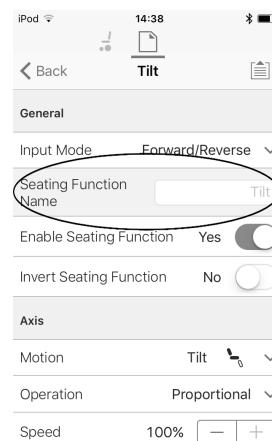 iPod 14:38
Back Tilt
General
Input Mode Forward/Reverse
Seating Function
Name Tilt
Enable Seating Function Yes
Invert Seating Function No
Axis
Motion Tilt
Operation Proportional
Speed 100% − +